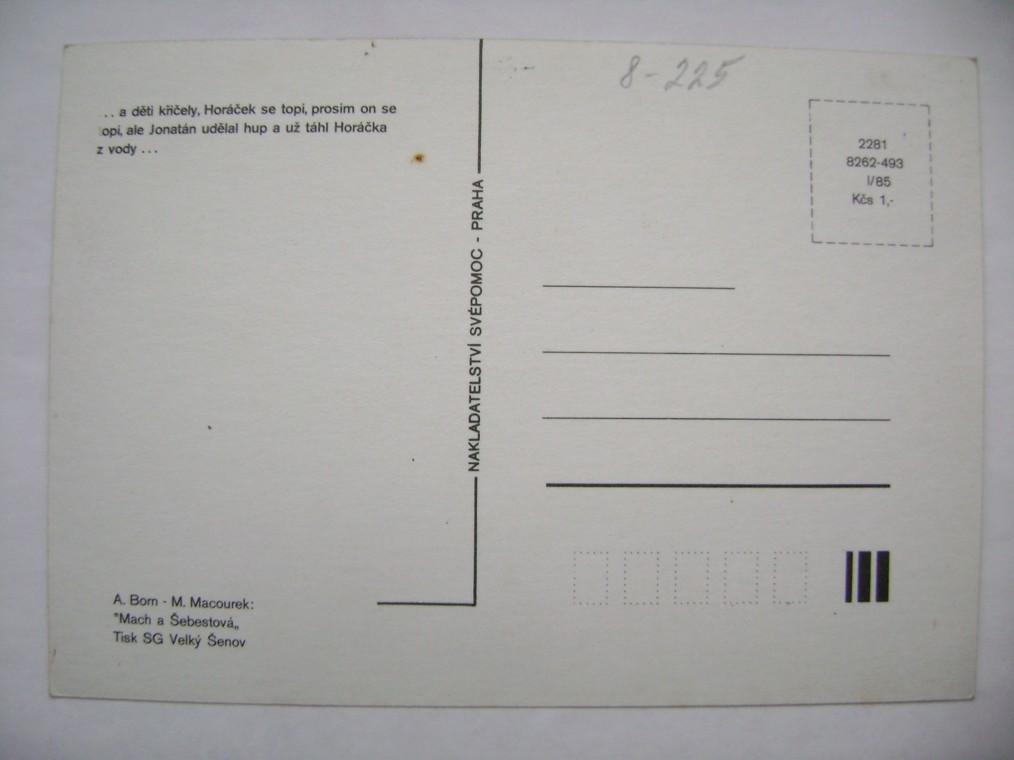 ... a děti křičely, Horáček se topí, prosím on se
opí, ale Jonatán udělal hup a už táhl Horáčka
z vody ...
A. Born - M. Macourek:
"Mach a Šebestová„
Tisk SG Velký Šenov
NAKLADATELSTVÍ SVÉPOMOC - PRAHA
8-225
2281
8262-493
I/85
Kčs 1,-